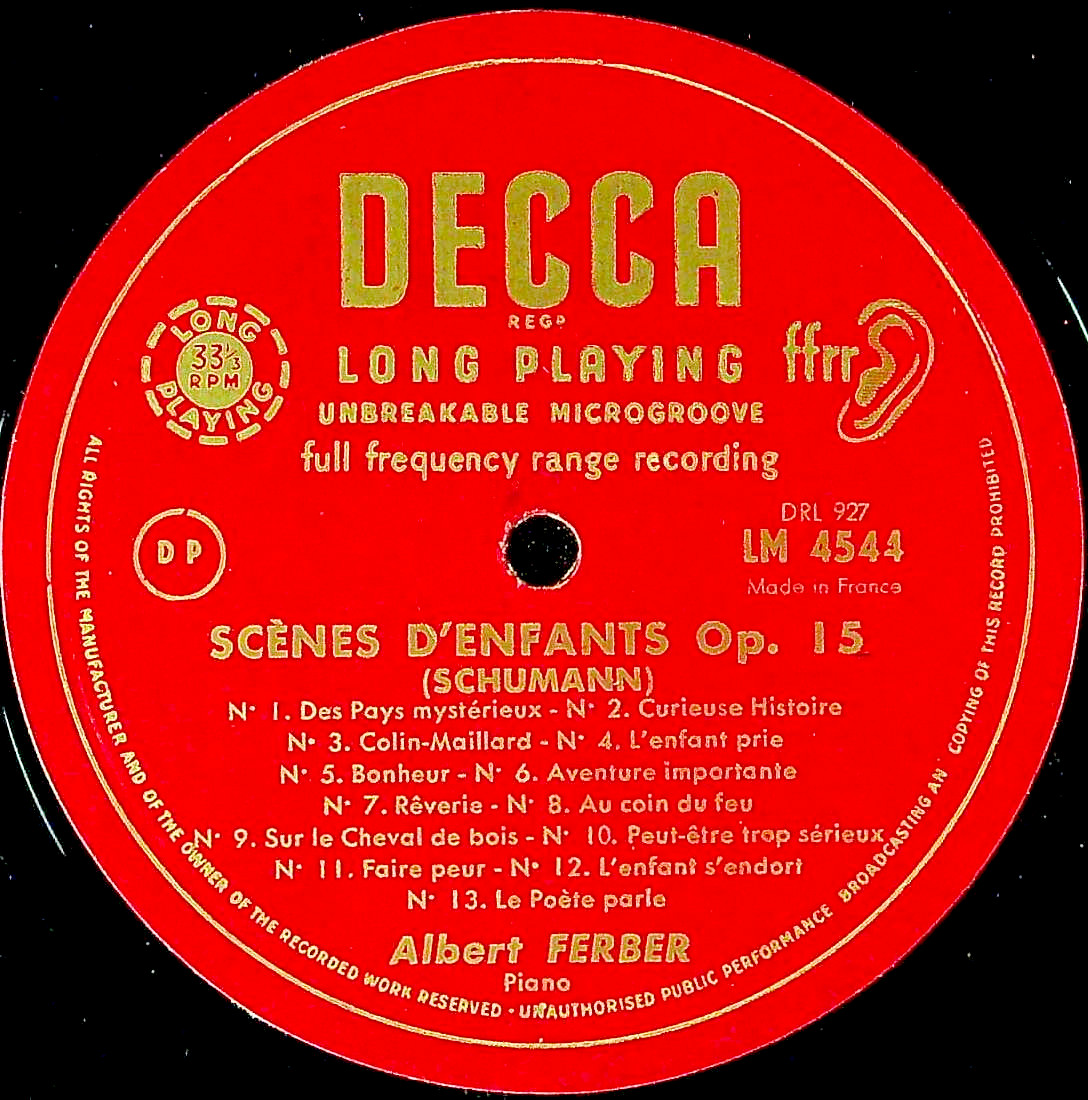 DECCA
REGD
LONG PLAYING
33 1/3
RPM
LONG PLAYING
ffrr
UNBREAKABLE MICROGROOVE
full frequency range recording
DP
DRL 927
LM 4544
Made in France
SCÈNES D'ENFANTS Op. 15
(SCHUMANN)
N• 1. Des Pays mystérieux - N• 2. Curieuse Histoire
N• 3. Colin-Maillard - N• 4. L'enfant prie
N• 5. Bonheur - N• 6. Aventure importante
N• 7. Rêverie - N• 8. Au coin du feu
N• 9. Sur le Cheval de bois - N• 10. Peut-être trop sérieux
N• 11. Faire peur - N• 12. L'enfant s'endort
N• 13. Le Poète parle
Albert FERBER
Piano
ALL RIGHTS OF THE MANUFACTURER AND OF THE OWNER OF THE RECORDED WORK RESERVED • UNAUTHORISED PUBLIC PERFORMANCE BROADCASTING AN COPYING OF THIS RECORD PROHIBITED